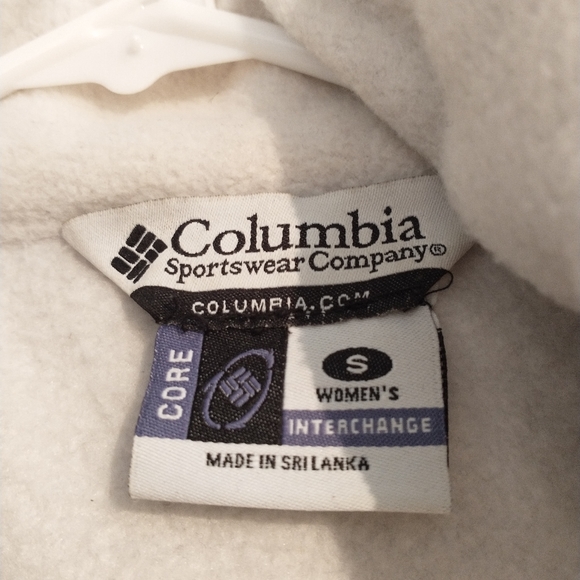 Columbia
Sportswear Company®
COLUMBIA.COM
CORE
S
WOMEN'S
INTERCHANGE
MADE IN SRI LANKA